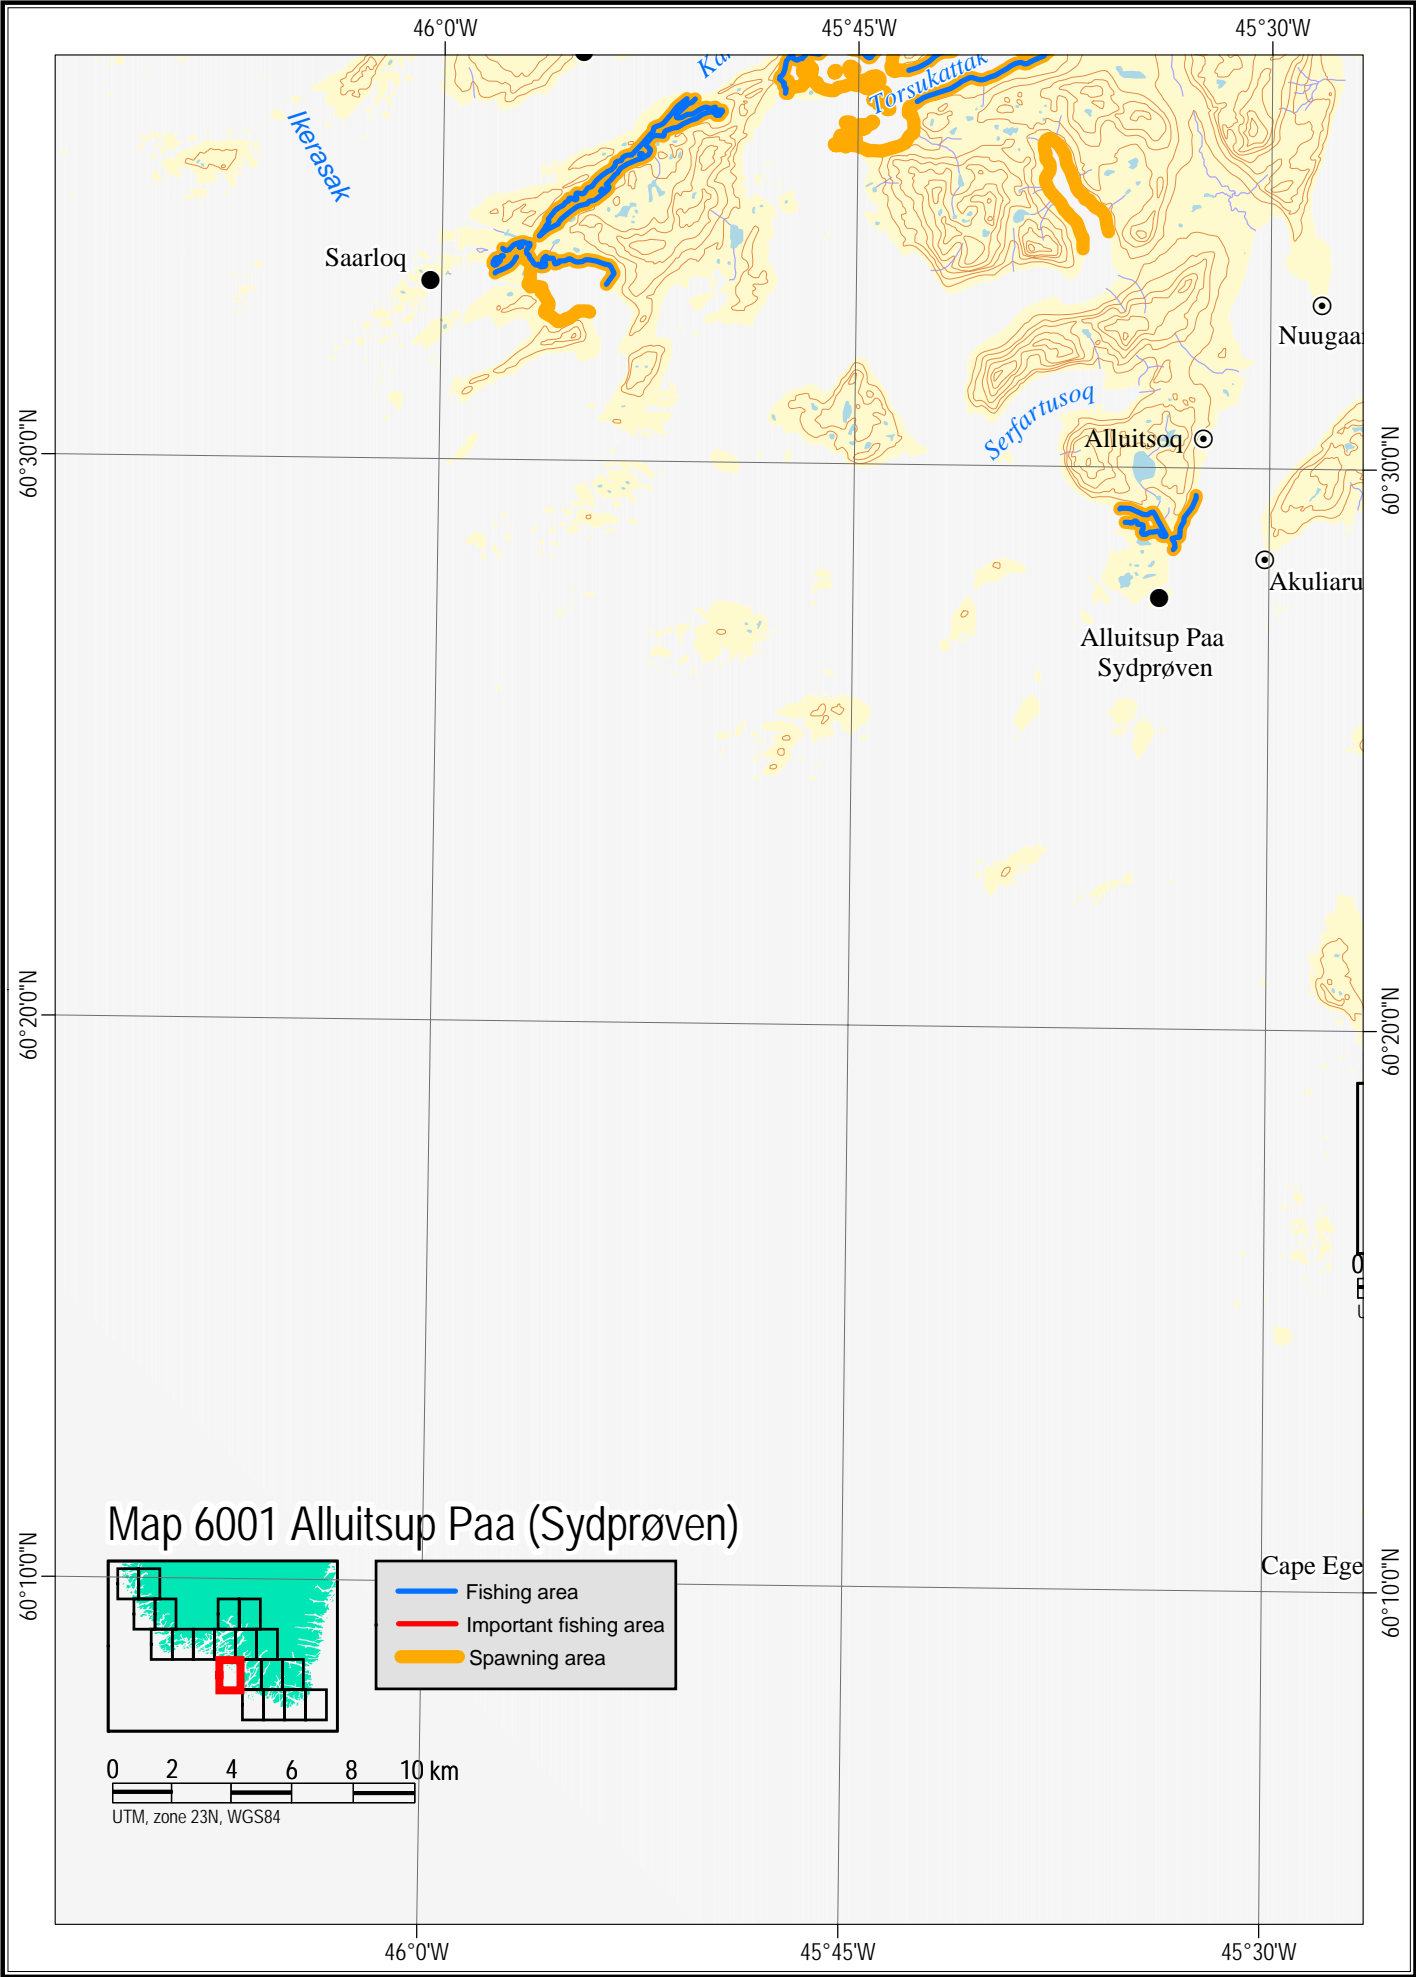 46°0'W
45°45'W
45°30'W
Torsukattak
Ikerasak
Saarloq
Nuugaar
Serfartusoq
Alluitsoq
60°30'0"N
60°30'0"N
Akuliaru
Alluitsup Paa
Sydprøven
60°20'0"N
60°20'0"N
0
Map 6001 Alluitsup Paa (Sydprøven)
60°10'0"N
60°10'0"N
Cape Ege
Fishing area
Important fishing area
Spawning area
0 2 4 6 8 10 km
UTM, zone 23N, WGS84
46°0'W
45°45'W
45°30'W